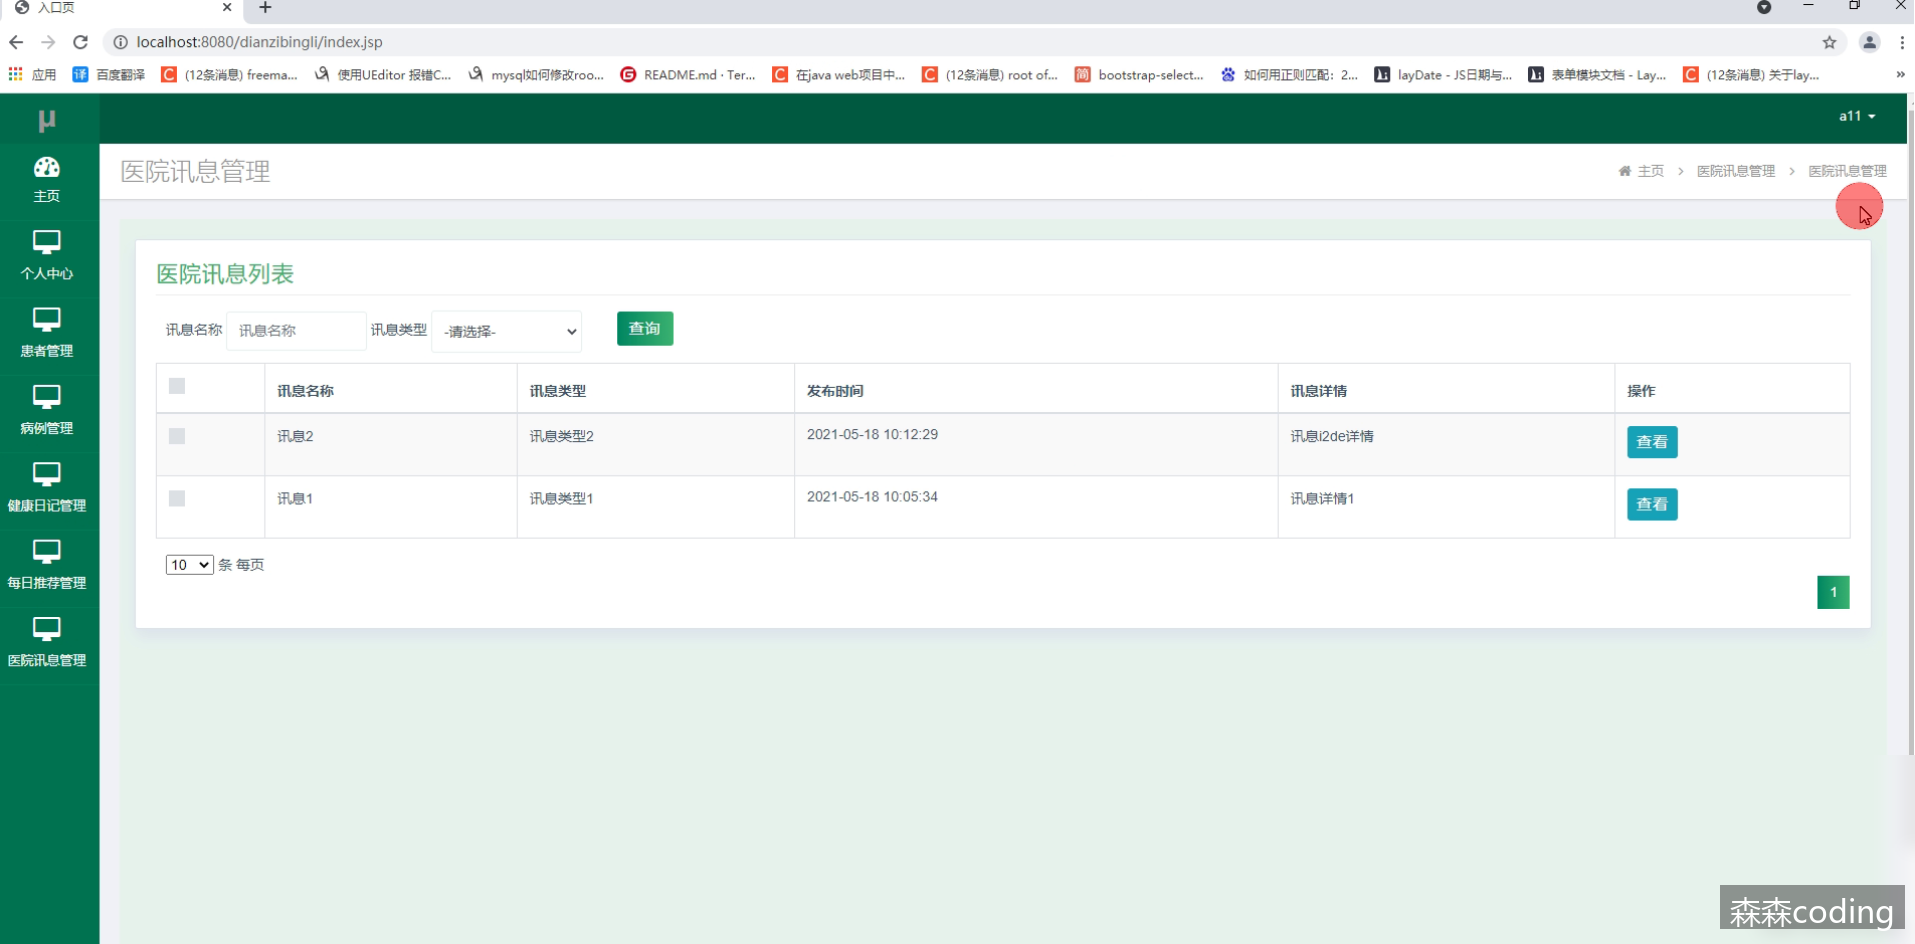 入口页
localhost:8080/dianzibingli/index.jsp
应用 百度翻译 (12条消息) freema... 使用UEditor 报错C... mysql如何修改roo... README.md · Ter... 在java web项目中... (12条消息) root of... bootstrap-select... 如何用正则匹配：2... layDate - JS日期与... 表单模块文档 - Lay... (12条消息) 关于lay... »
μ
a11
主页
个人中心
患者管理
病例管理
健康日记管理
每日推荐管理
医院讯息管理
医院讯息管理
主页 > 医院讯息管理 > 医院讯息管理
医院讯息列表
讯息名称 讯息名称 讯息类型 -请选择- 查询
讯息名称 讯息类型 发布时间 讯息详情 操作
讯息2 讯息类型2 2021-05-18 10:12:29 讯息i2de详情 查看
讯息1 讯息类型1 2021-05-18 10:05:34 讯息详情1 查看
10 条 每页
1
森森coding